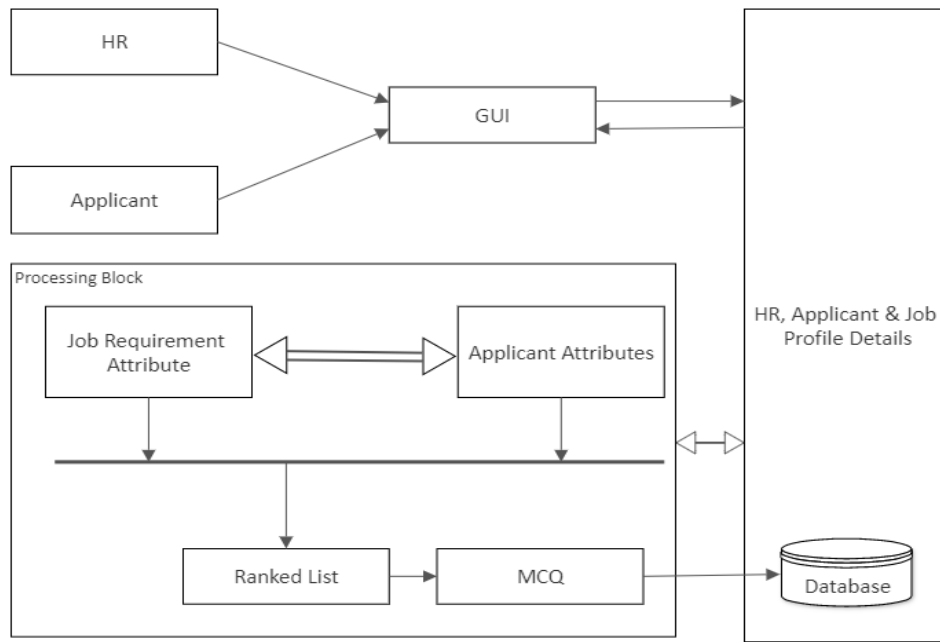 HR
GUI
Applicant
Processing Block
Job Requirement
Attribute
Applicant Attributes
HR, Applicant & Job
Profile Details
Ranked List
MCQ
Database